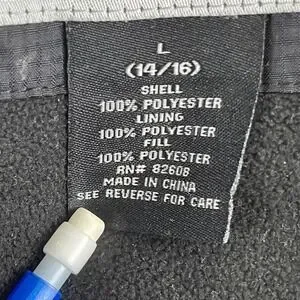 L
(14/16)
SHELL
100% POLYESTER
LINING
100% POLYESTER
FILL
100% POLYESTER
RN# 82608
MADE IN CHINA
SEE REVERSE FOR CARE